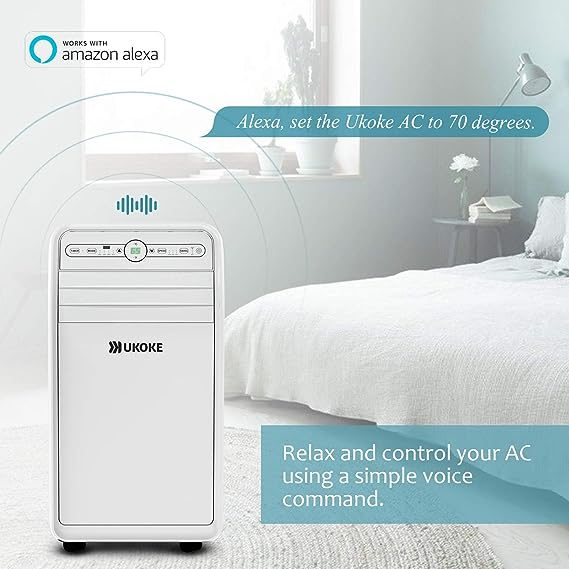 WORKS WITH
amazon alexa
Alexa, set the Ukoke AC to 70 degrees.
UKOKE
Relax and control your AC
using a simple voice
command.